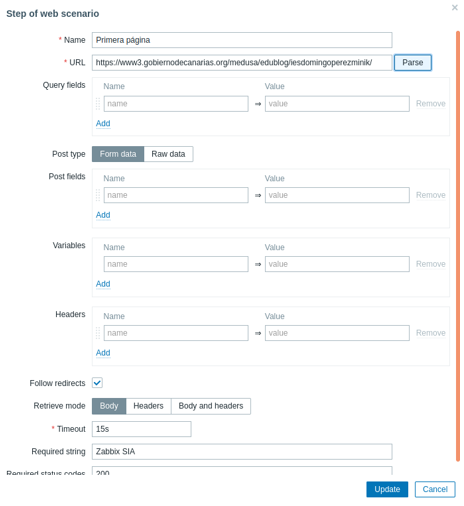 Step of web scenario
* Name Primera página
* URL https://www3.gobiernodecanarias.org/medusa/edublog/iesdomingoperezminik/ Parse
Query fields Name Value
name ⇒ value Remove
Add
Post type Form data Raw data
Post fields Name Value
name ⇒ value Remove
Add
Variables Name Value
name ⇒ value Remove
Add
Headers Name Value
name ⇒ value Remove
Add
Follow redirects
Retrieve mode Body Headers Body and headers
* Timeout 15s
Required string Zabbix SIA
Required status codes 200
Update Cancel